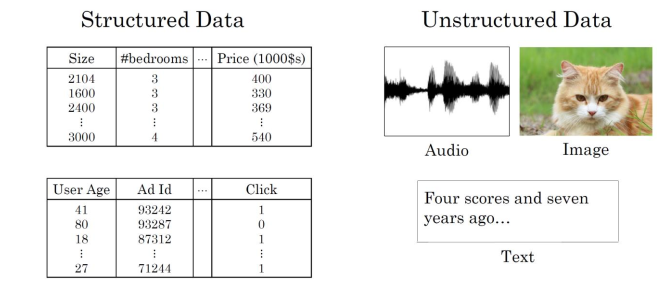 Structured Data
Size #bedrooms ... Price (1000$s)
2104 3 400
1600 3 330
2400 3 369
⋮ ⋮ ⋮
3000 4 540
User Age Ad Id ... Click
41 93242 1
80 93287 0
18 87312 1
⋮ ⋮ ⋮
27 71244 1
Unstructured Data
Audio
Image
Four scores and seven
years ago...
Text